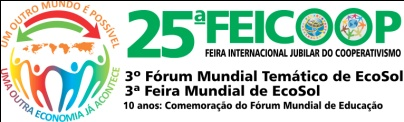 UM OUTRO MUNDO É POSSÍVEL
UMA OUTRA ECONOMIA JÁ ACONTECE
25ª FEICOOP
FEIRA INTERNACIONAL JUBILAR DO COOPERATIVISMO
3º Fórum Mundial Temático de EcoSol
3ª Feira Mundial de EcoSol
10 anos: Comemoração do Fórum Mundial de Educação